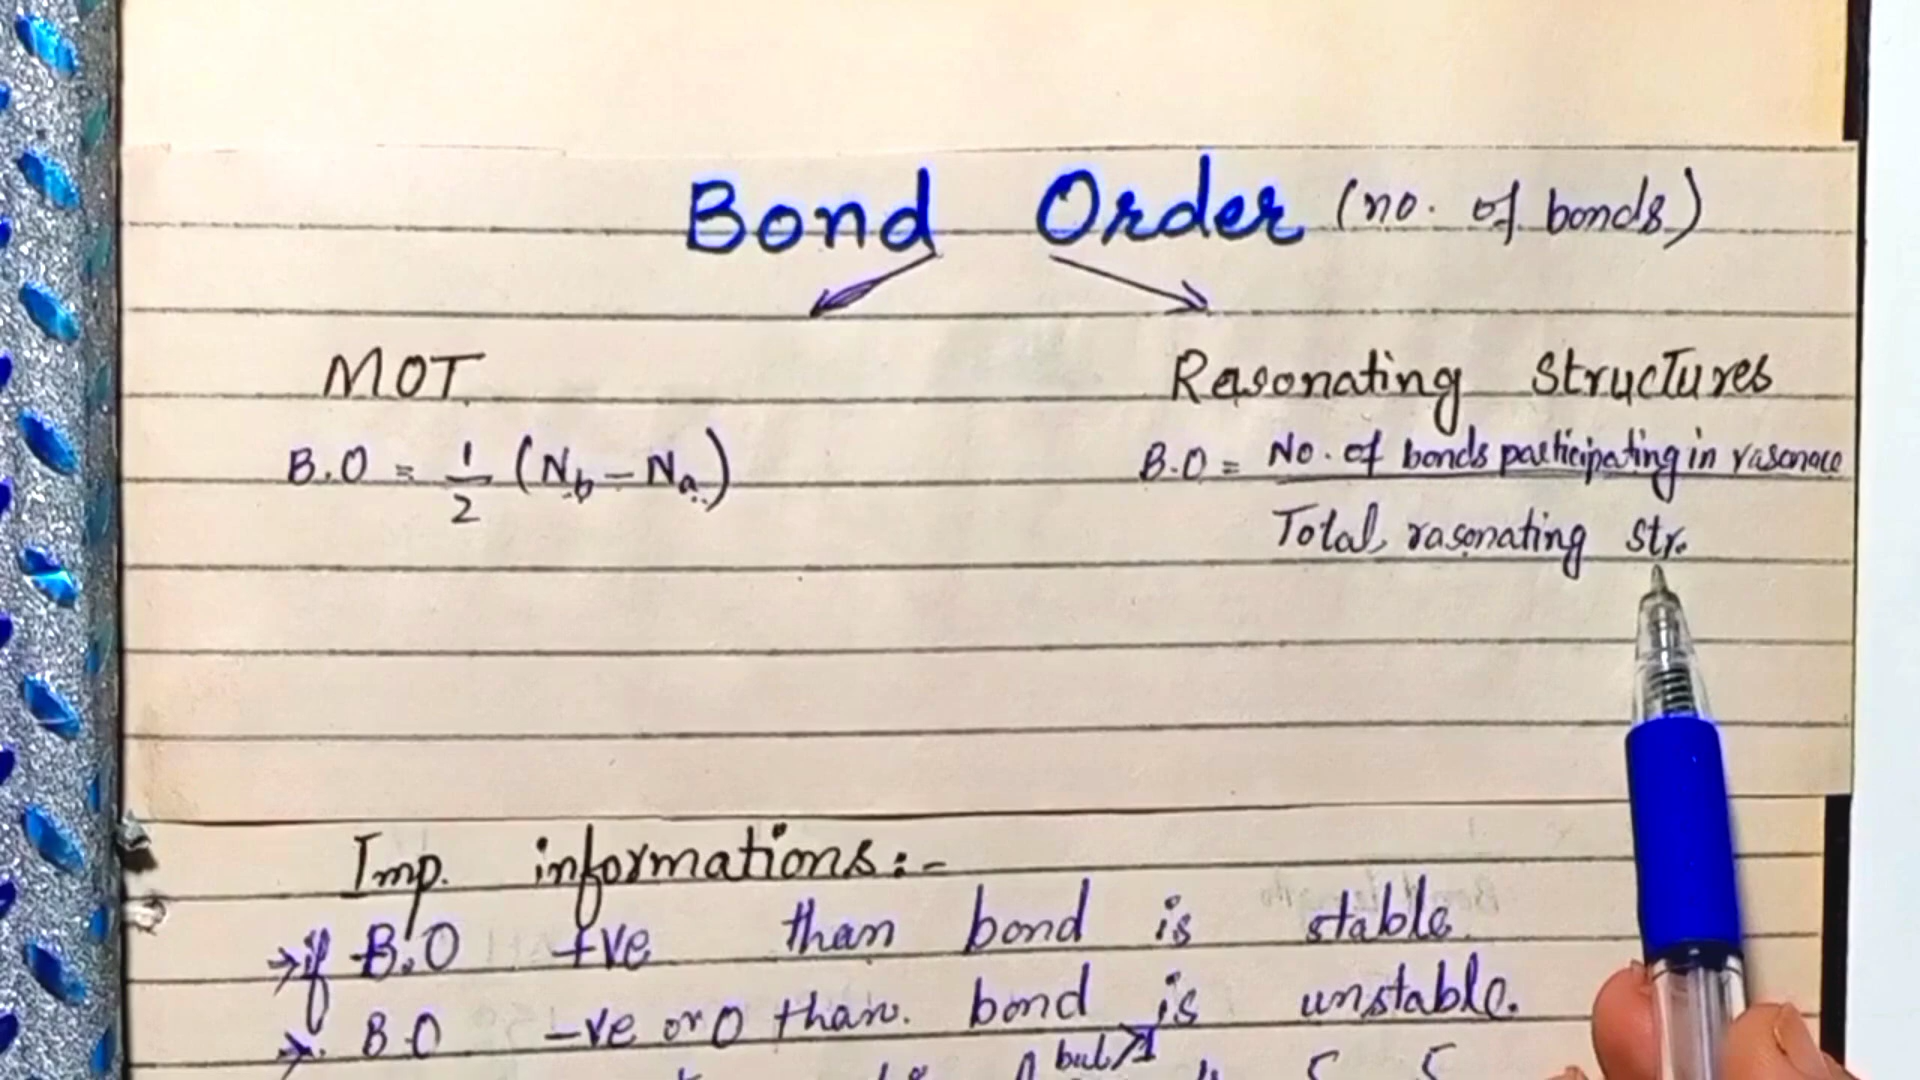 Bond Order (no. of bonds)
MOT
B.O = 1/2 (Nb - Na)
Rasonating Structures
B.O = No. of bonds participating in rasonace
Total rasonating str.
Imp. informations:-
→ if B.O +ve than bond is stable.
→ B.O -ve or 0 than. bond is unstable.